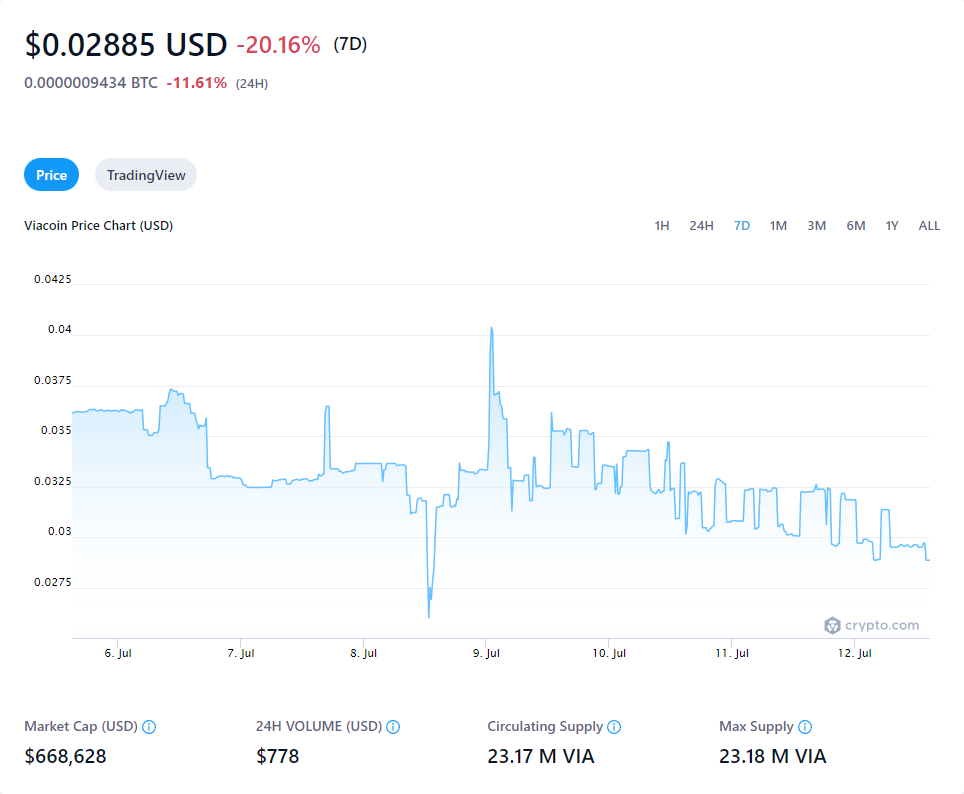 $0.02885 USD -20.16% (7D)
0.0000009434 BTC -11.61% (24H)
Price TradingView
Viacoin Price Chart (USD) 1H 24H 7D 1M 3M 6M 1Y ALL
0.0425
0.04
0.0375
0.035
0.0325
0.03
0.0275
crypto.com
6. Jul 7. Jul 8. Jul 9. Jul 10. Jul 11. Jul 12. Jul
Market Cap (USD) 24H VOLUME (USD) Circulating Supply Max Supply
$668,628 $778 23.17 M VIA 23.18 M VIA